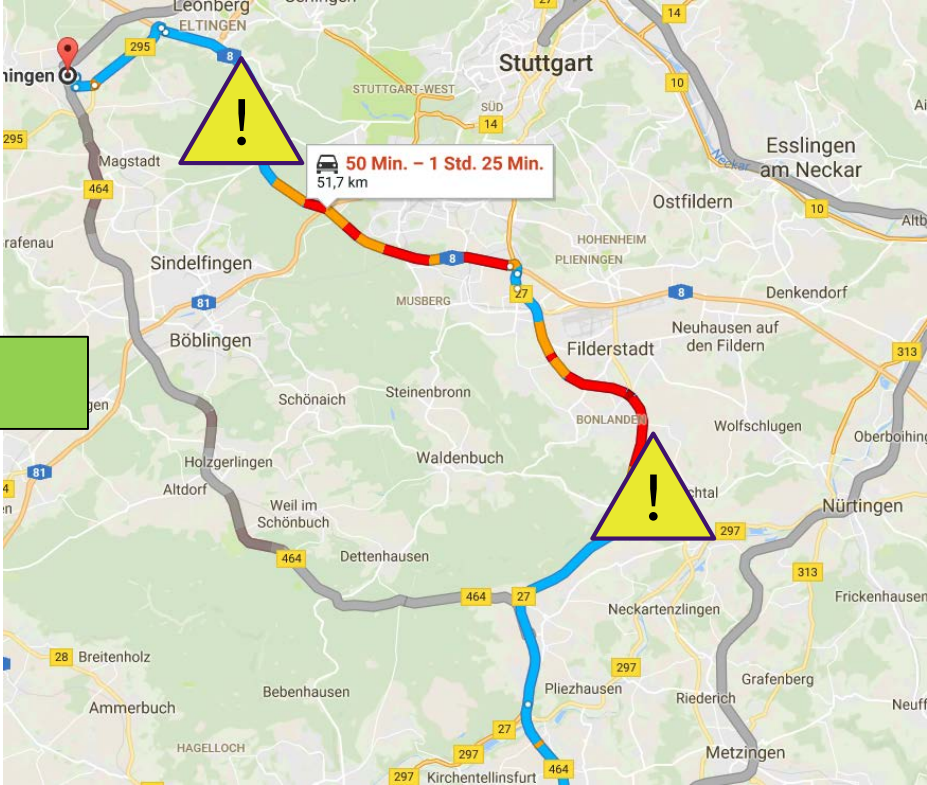 Leonberg
ELTINGEN
27
14
295
8
Stuttgart
ningen
STUTTGART-WEST
10
!
SÜD
14
Esslingen
am Neckar
295
Neckar
Magstadt
50 Min. – 1 Std. 25 Min.
51,7 km
464
Ostfildern
10
Altb
rafenau
HOHENHEIM
PLIENINGEN
Sindelfingen
8
27
8
Denkendorf
81
MUSBERG
Neuhausen auf
den Fildern
Böblingen
Filderstadt
313
Steinenbronn
Schönaich
gen
BONLANDEN
Wolfschlugen
Oberboihing
Waldenbuch
Holzgerlingen
81
!
Altdorf
chtal
4
en
Weil im
Schönbuch
Nürtingen
297
464
Dettenhausen
313
464
27
Neckartenzlingen
Frickenhausen
28
Breitenholz
297
Grafenberg
Bebenhausen
Pliezhausen
Riederich
Neuff
Ammerbuch
27
HAGELLOCH
297
Metzingen
297
Kirchentellinsfurt
464